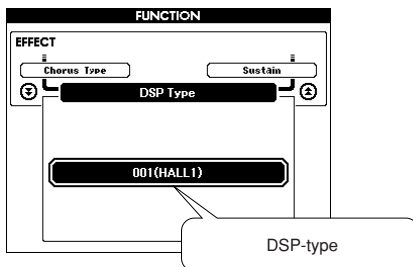 FUNCTION
EFFECT
Chorus Type
Sustain
DSP Type
001(HALL1)
DSP-type